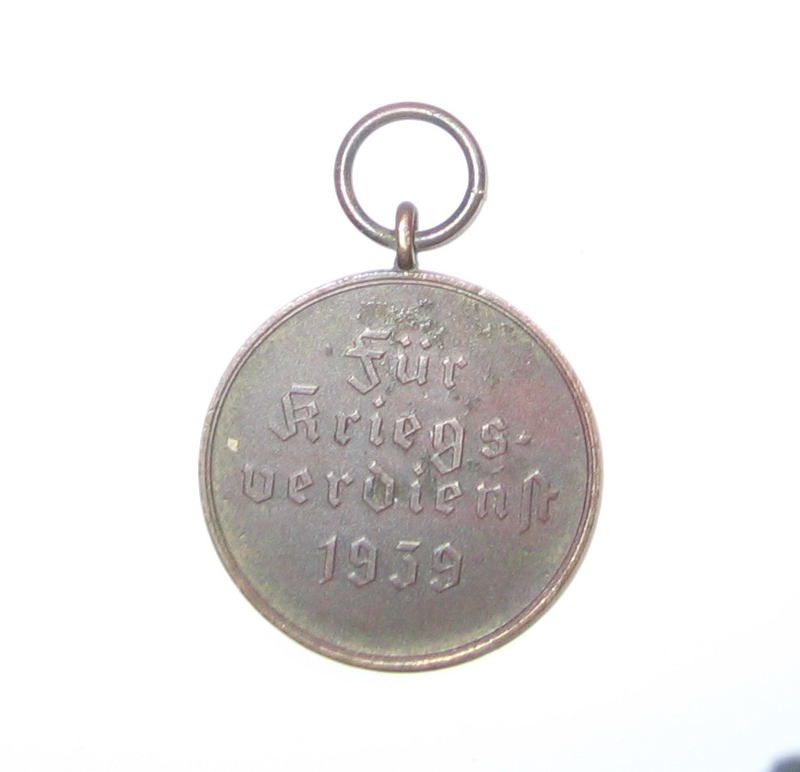 Für
Kriegs-
verdienst
1939